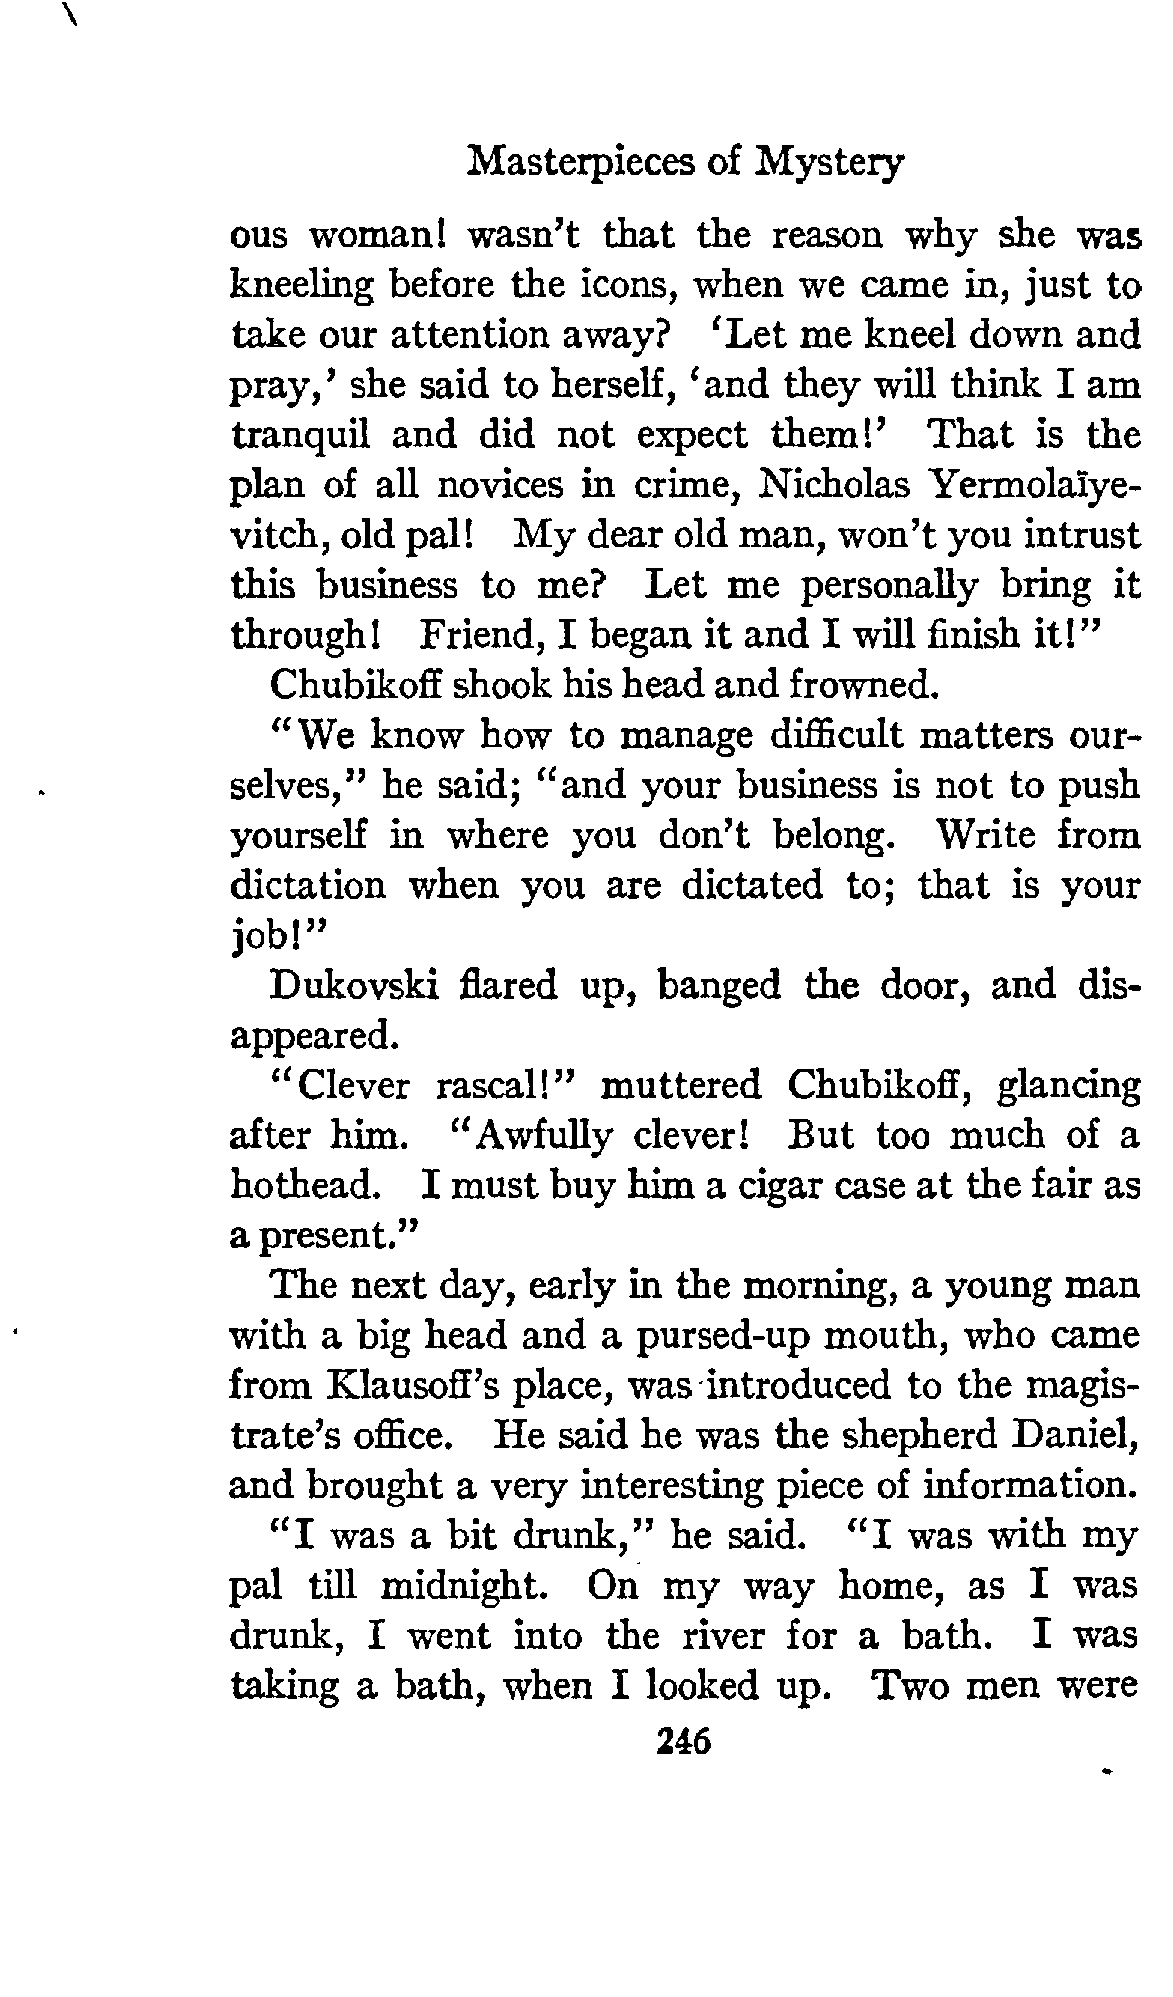 Masterpieces of Mystery
ous woman! wasn't that the reason why she was
kneeling before the icons, when we came in, just to
take our attention away? 'Let me kneel down and
pray,' she said to herself, 'and they will think I am
tranquil and did not expect them!' That is the
plan of all novices in crime, Nicholas Yermolaïye-
vitch, old pal! My dear old man, won't you intrust
this business to me? Let me personally bring it
through! Friend, I began it and I will finish it!"
Chubikoff shook his head and frowned.
"We know how to manage difficult matters our-
selves," he said; "and your business is not to push
yourself in where you don't belong. Write from
dictation when you are dictated to; that is your
job!"
Dukovski flared up, banged the door, and dis-
appeared.
"Clever rascal!" muttered Chubikoff, glancing
after him. "Awfully clever! But too much of a
hothead. I must buy him a cigar case at the fair as
a present."
The next day, early in the morning, a young man
with a big head and a pursed-up mouth, who came
from Klausoff's place, was introduced to the magis-
trate's office. He said he was the shepherd Daniel,
and brought a very interesting piece of information.
"I was a bit drunk," he said. "I was with my
pal till midnight. On my way home, as I was
drunk, I went into the river for a bath. I was
taking a bath, when I looked up. Two men were
246